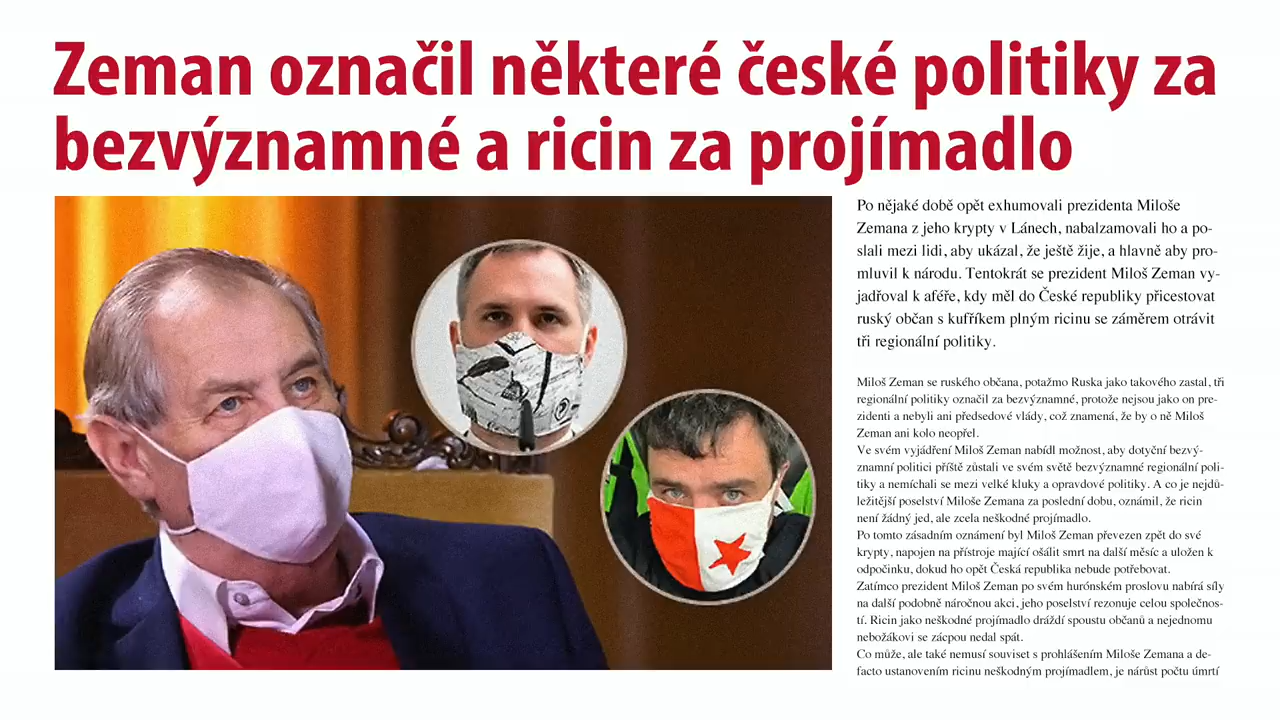 Zeman označil některé české politiky za
bezvýznamné a ricin za projímadlo
Po nějaké době opět exhumovali prezidenta Miloše
Zemana z jeho krypty v Lánech, nabalzamovali ho a po-
slali mezi lidi, aby ukázal, že ještě žije, a hlavně aby pro-
mluvil k národu. Tentokrát se prezident Miloš Zeman vy-
jadřoval k aféře, kdy měl do České republiky přicestovat
ruský občan s kufříkem plným ricinu se záměrem otrávit
tři regionální politiky.
Miloš Zeman se ruského občana, potažmo Ruska jako takového zastal, tři
regionální politiky označil za bezvýznamné, protože nejsou jako on pre-
zidenti a nebyli ani předsedové vlády, což znamená, že by o ně Miloš
Zeman ani kolo neopřel.
Ve svém vyjádření Miloš Zeman nabídl možnost, aby dotyční bezvý-
znamní politici příště zůstali ve svém světě bezvýznamné regionální poli-
tiky a nemíchali se mezi velké kluky a opravdové politiky. A co je nejdů-
ležitější poselství Miloše Zemana za poslední dobu, oznámil, že ricin
není žádný jed, ale zcela neškodné projímadlo.
Po tomto zásadním oznámení byl Miloš Zeman převezen zpět do své
krypty, napojen na přístroje mající ošálit smrt na další měsíc a uložen k
odpočinku, dokud ho opět Česká republika nebude potřebovat.
Zatímco prezident Miloš Zeman po svém hurónském proslovu nabírá síly
na další podobně náročnou akci, jeho poselství rezonuje celou společnos-
tí. Ricin jako neškodné projímadlo dráždí spoustu občanů a nejednomu
nebožákovi se zácpou nedal spát.
Co může, ale také nemusí souviset s prohlášením Miloše Zemana a de-
facto ustanovením ricinu neškodným projímadlem, je nárůst počtu úmrtí